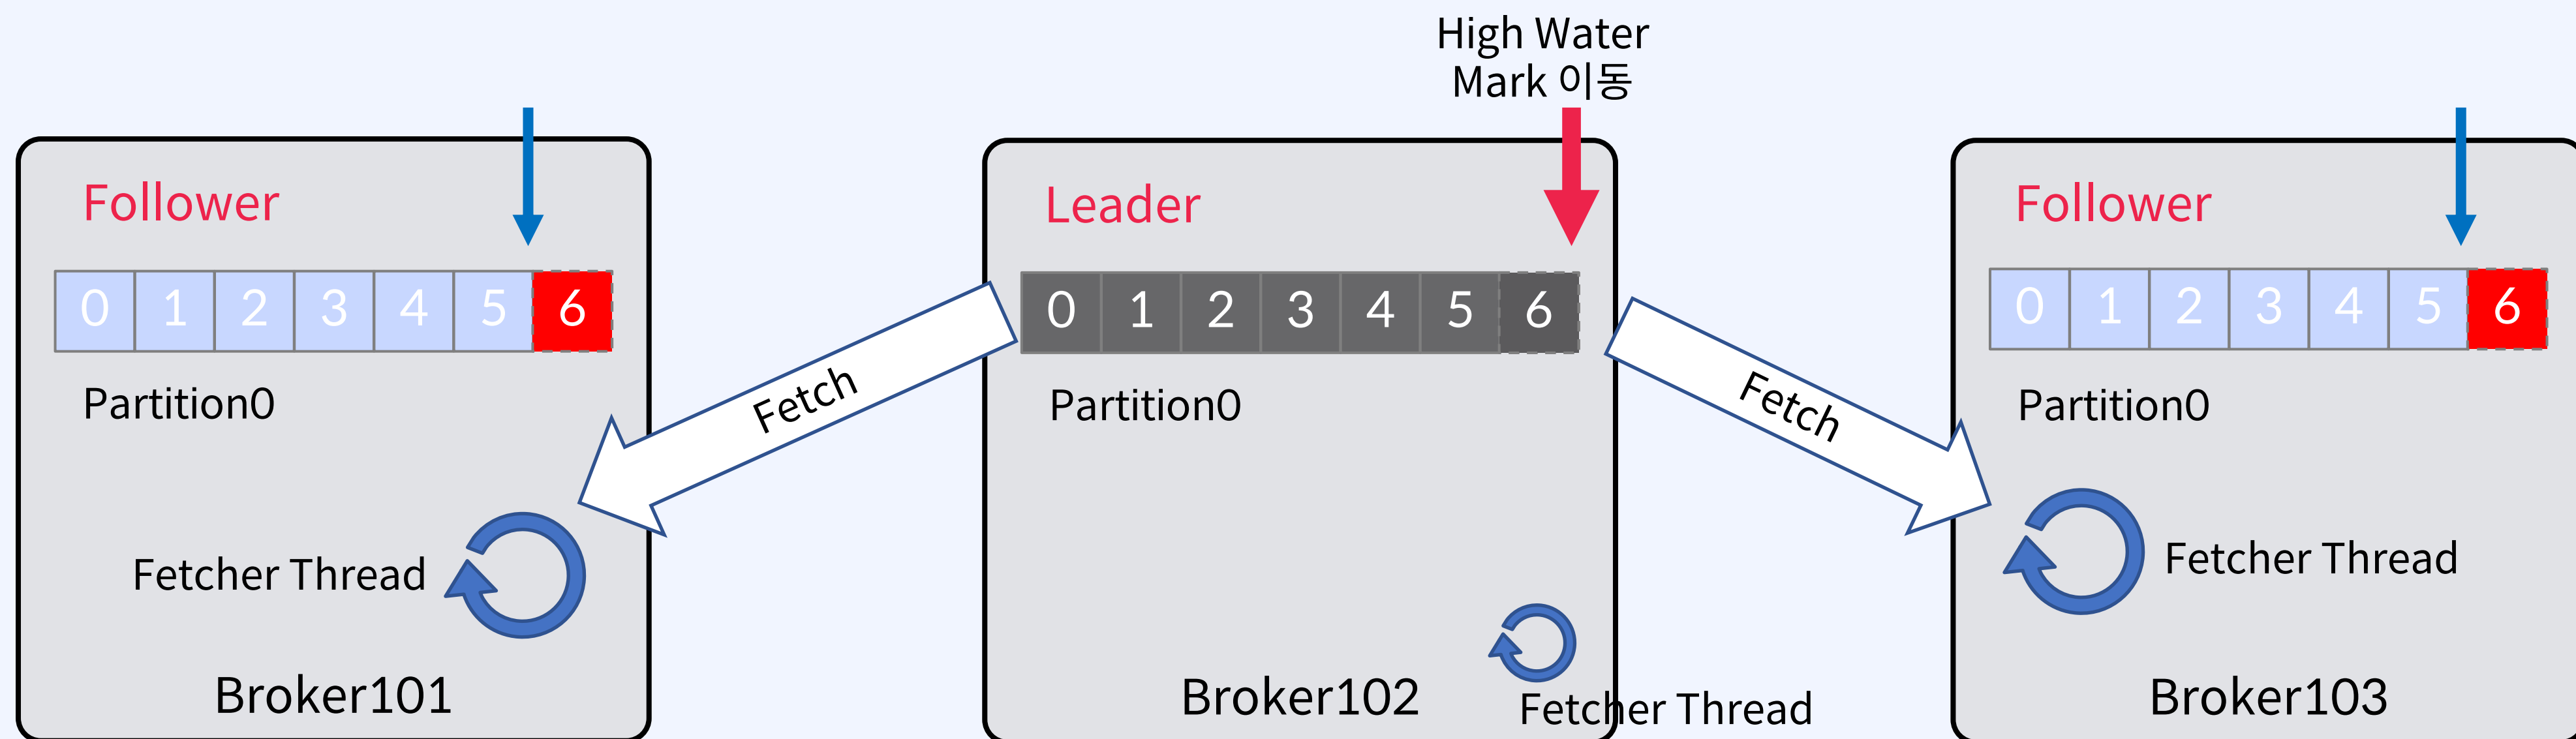 High Water
Mark 이동
Follower
0 1 2 3 4 5 6
Partition0
Fetcher Thread
Broker101
Fetch
Leader
0 1 2 3 4 5 6
Partition0
Broker102
Fetcher Thread
Fetch
Follower
0 1 2 3 4 5 6
Partition0
Fetcher Thread
Broker103